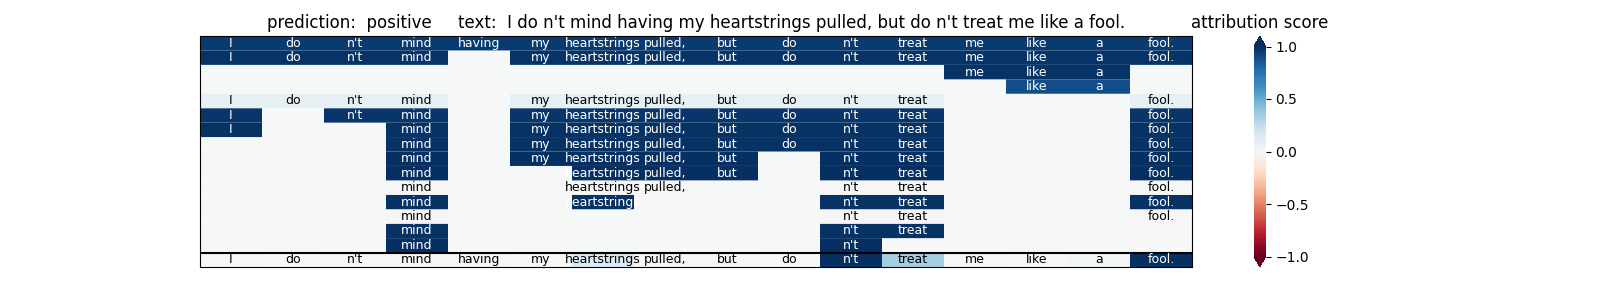 prediction: positive text: I do n't mind having my heartstrings pulled, but do n't treat me like a fool. attribution score
I do n't mind having my heartstrings pulled, but do n't treat me like a fool. 1.0
I do n't mind my heartstrings pulled, but do n't treat me like a fool.
me like a
like a
I do n't mind my heartstrings pulled, but do n't treat fool. 0.5
I n't mind my heartstrings pulled, but do n't treat fool.
I mind my heartstrings pulled, but do n't treat fool.
mind my heartstrings pulled, but do n't treat fool.
mind my heartstrings pulled, but n't treat fool. 0.0
mind eartstrings pulled, but n't treat fool.
mind heartstrings pulled, n't treat
mind eartstring n't treat fool. −0.5
mind n't treat fool.
mind n't treat
mind n't
I do n't mind having my heartstrings pulled, but do n't treat me like a fool. −1.0